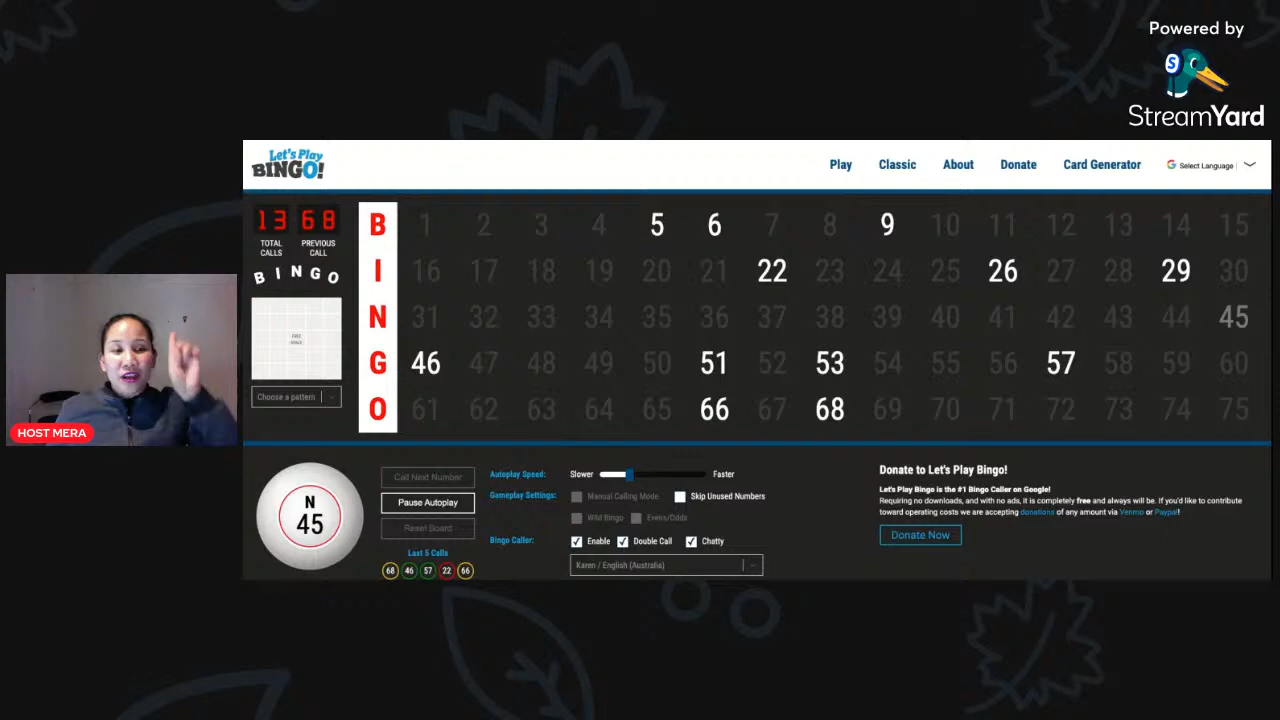 Powered by
StreamYard
Let's Play
BINGO!
Play Classic About Donate Card Generator Select Language
13 68
TOTAL CALLS PREVIOUS CALL
BINGO
FREE SPACE
Choose a pattern
B 1 2 3 4 5 6 7 8 9 10 11 12 13 14 15
I 16 17 18 19 20 21 22 23 24 25 26 27 28 29 30
N 31 32 33 34 35 36 37 38 39 40 41 42 43 44 45
G 46 47 48 49 50 51 52 53 54 55 56 57 58 59 60
O 61 62 63 64 65 66 67 68 69 70 71 72 73 74 75
HOST MERA
N
45
Call Next Number
Pause Autoplay
Reset Board
Last 5 Calls
68 46 57 22 66
Autoplay Speed: Slower Faster
Gameplay Settings: Manual Calling Mode Skip Unused Numbers
Wild Bingo Evens/Odds
Bingo Caller: Enable Double Call Chatty
Karen / English (Australia)
Donate to Let's Play Bingo!
Let's Play Bingo is the #1 Bingo Caller on Google!
Requiring no downloads, and with no ads, it is completely free and always will be. If you'd like to contribute
toward operating costs we are accepting donations of any amount via Venmo or Paypal!
Donate Now